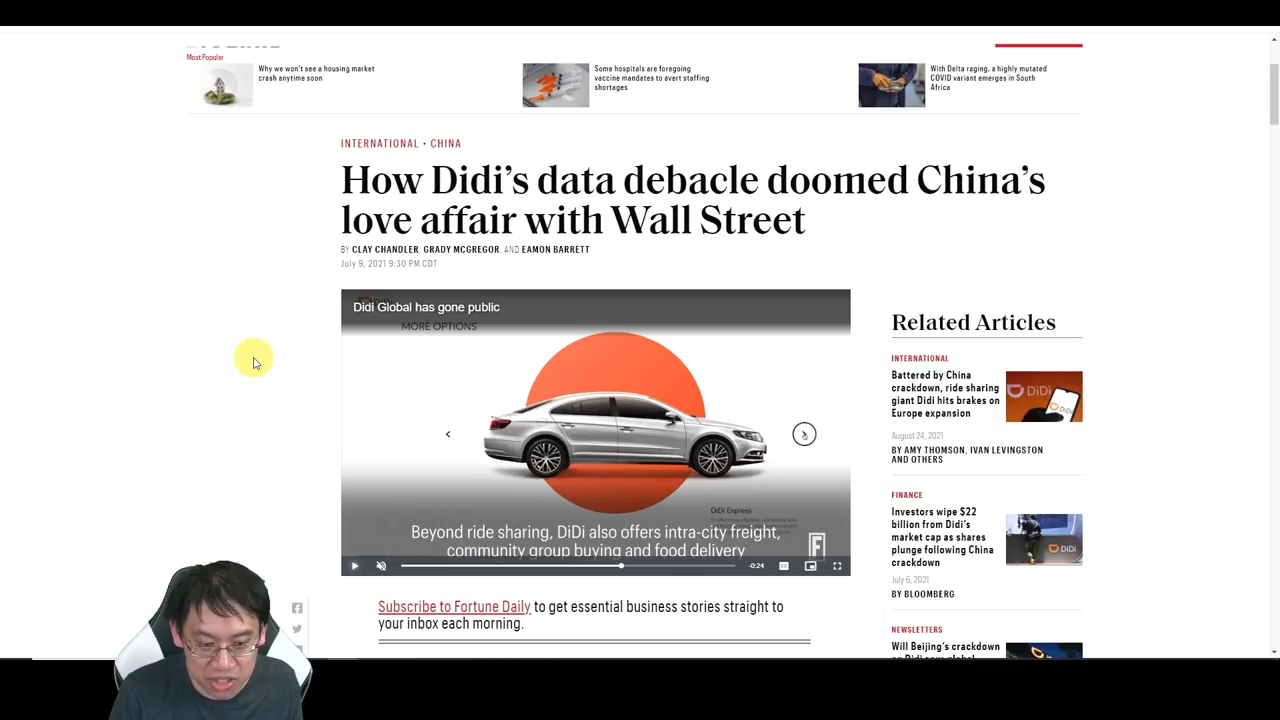 Most Popular
Why we won't see a housing market
crash anytime soon
Some hospitals are foregoing
vaccine mandates to avert staffing
shortages
With Delta raging, a highly mutated
COVID variant emerges in South
Africa
INTERNATIONAL • CHINA
How Didi's data debacle doomed China's
love affair with Wall Street
BY CLAY CHANDLER, GRADY MCGREGOR, AND EAMON BARRETT
July 9, 2021 9:30 PM CDT
Didi Global has gone public
MORE OPTIONS
DiDi Express
Beyond ride sharing, DiDi also offers intra-city freight,
community group buying and food delivery
F
-0:24
CC
Subscribe to Fortune Daily to get essential business stories straight to
your inbox each morning.
Related Articles
INTERNATIONAL
Battered by China
crackdown, ride sharing
giant Didi hits brakes on
Europe expansion
DiDi
August 24, 2021
BY AMY THOMSON, IVAN LEVINGSTON
AND OTHERS
FINANCE
Investors wipe $22
billion from Didi's
market cap as shares
plunge following China
crackdown
DiDi
July 6, 2021
BY BLOOMBERG
NEWSLETTERS
Will Beijing's crackdown